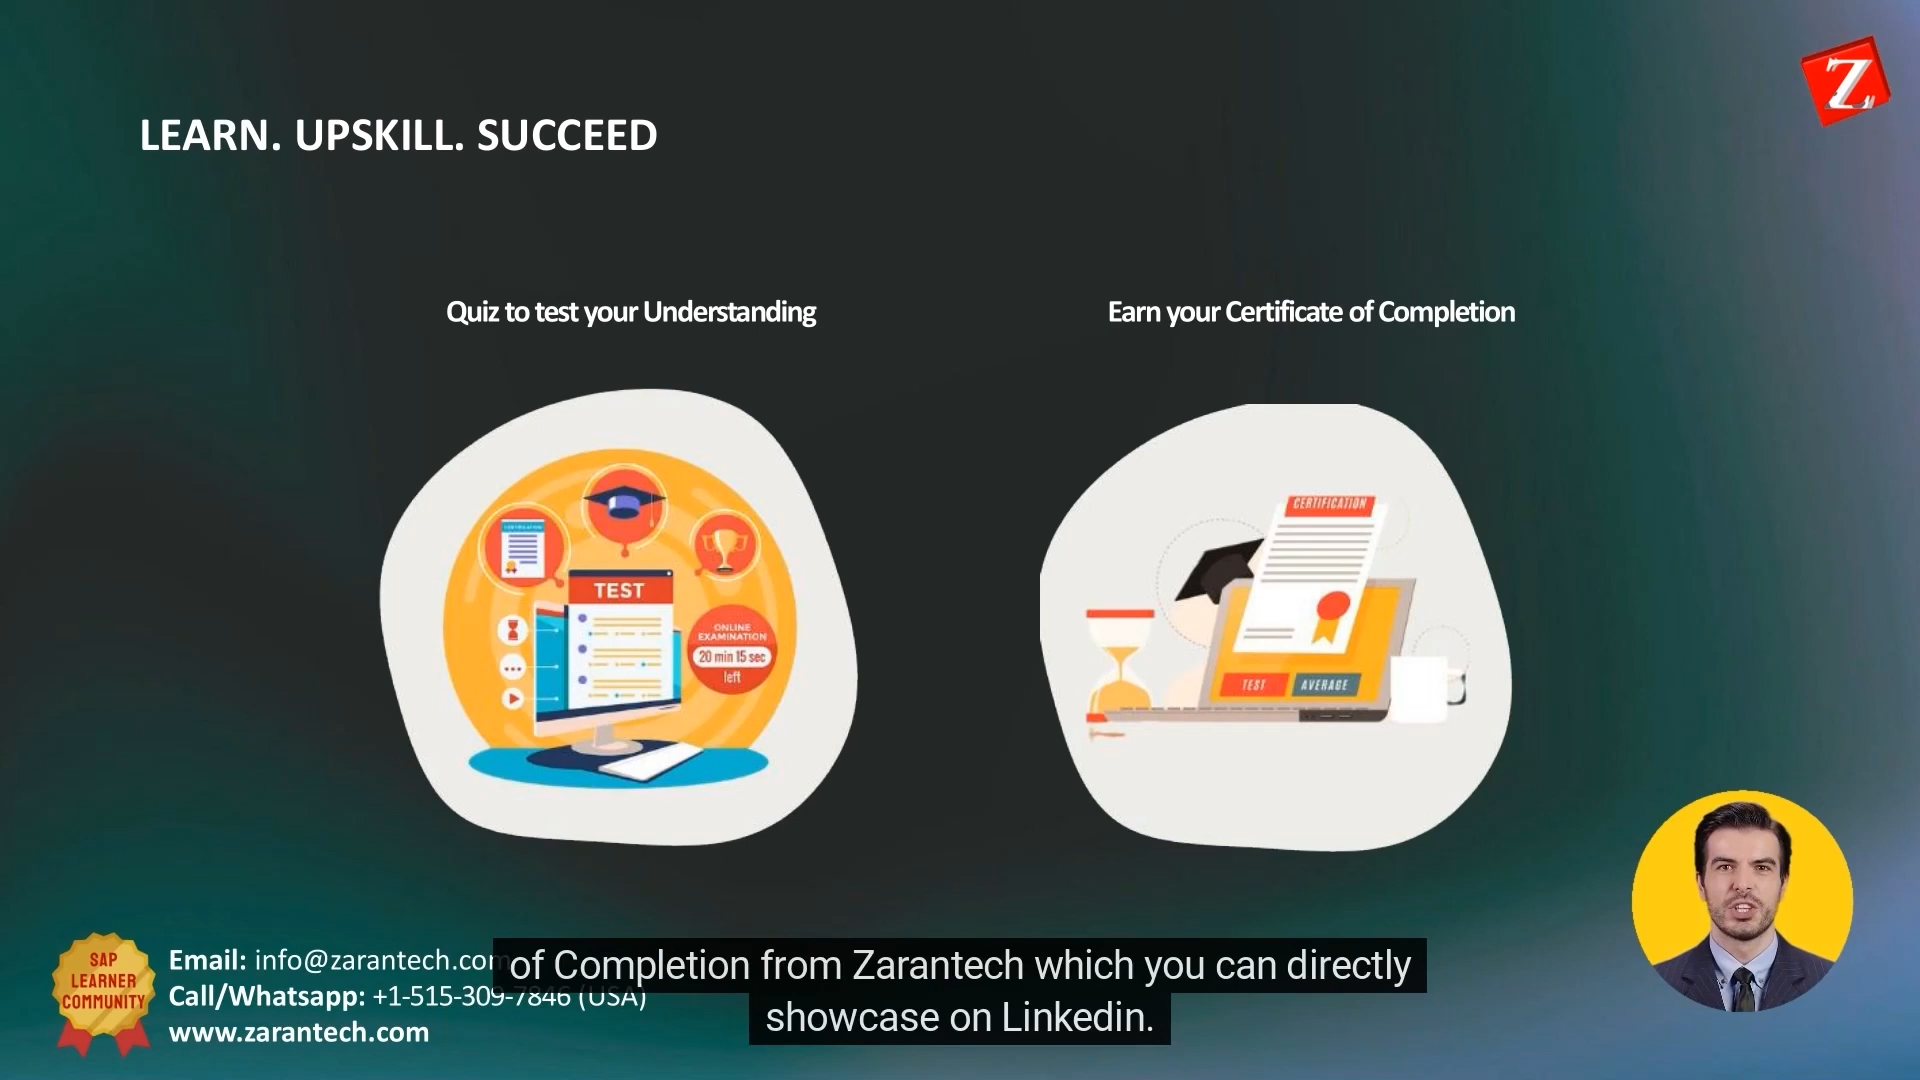 Z
LEARN. UPSKILL. SUCCEED
Quiz to test your Understanding
Earn your Certificate of Completion
TEST
ONLINE
EXAMINATION
20 min 15 sec
left
CERTIFICATION
TEST
AVERAGE
SAP
LEARNER
COMMUNITY
Email: info@zarantech.com
Call/Whatsapp: +1-515-309-7846 (USA)
www.zarantech.com
of Completion from Zarantech which you can directly
showcase on Linkedin.